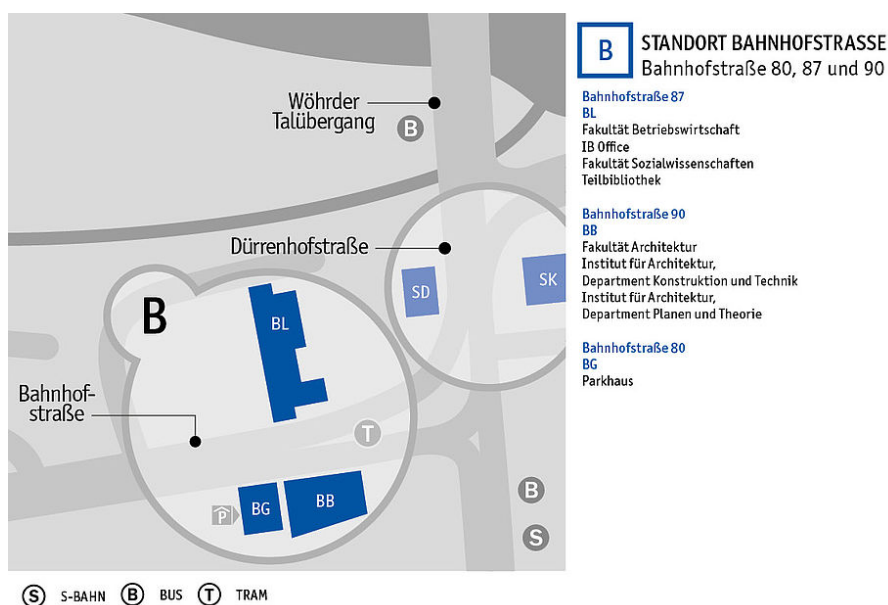 Wöhrder
Talübergang
B
Dürrenhofstraße
SD
SK
B
BL
Bahnhof-
straße
T
P
BG
BB
B
S
S S-BAHN B BUS T TRAM
B
STANDORT BAHNHOFSTRASSE
Bahnhofstraße 80, 87 und 90
Bahnhofstraße 87
BL
Fakultät Betriebswirtschaft
IB Office
Fakultät Sozialwissenschaften
Teilbibliothek
Bahnhofstraße 90
BB
Fakultät Architektur
Institut für Architektur,
Department Konstruktion und Technik
Institut für Architektur,
Department Planen und Theorie
Bahnhofstraße 80
BG
Parkhaus